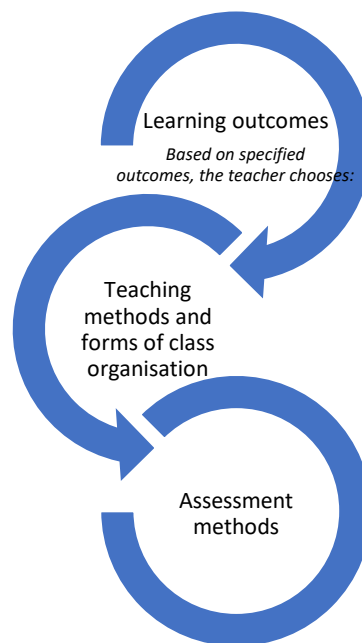 Learning outcomes
Based on specified
outcomes, the teacher chooses:
Teaching
methods and
forms of class
organisation
Assessment
methods